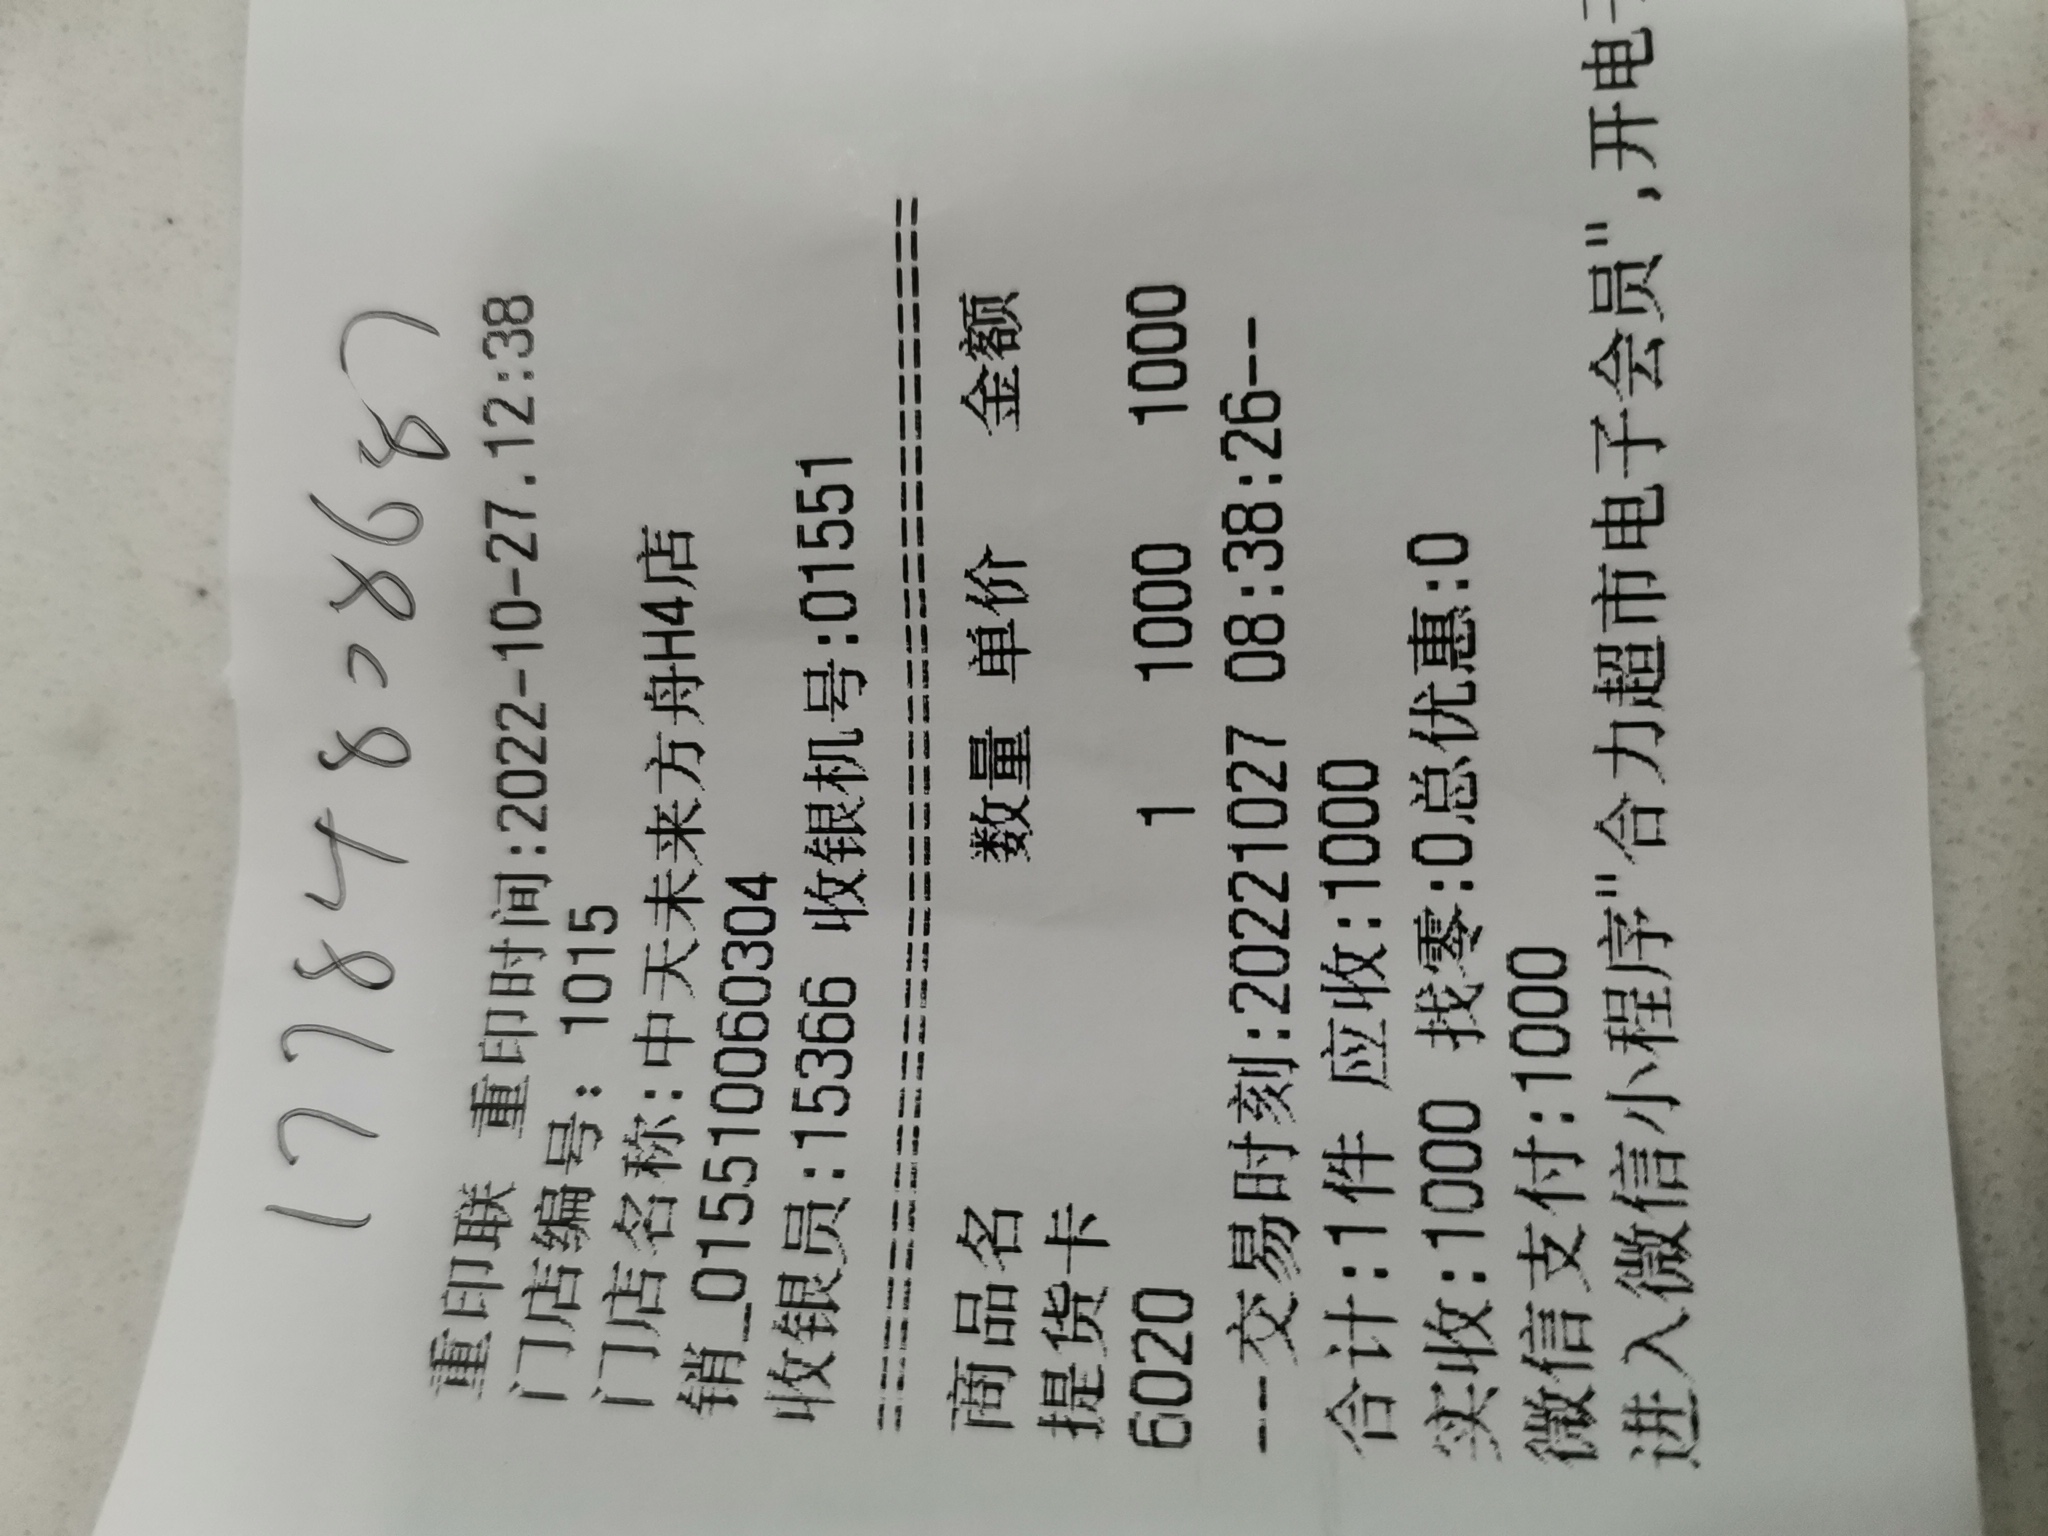 重印联 重印时间:2022-10-27.12:38
门店编号: 1015
门店名称:中天未来方舟H4店
销_015510060304
收银员:15366 收银机号:01551
商品名 数量 单价 金额
提货卡
6020 1 1000 1000
---交易时刻:20221027 08:38:26--
合计:1件 应收:1000
实收:1000 找零:0总优惠:0
微信支付:1000
进入微信小程序"合力超市电子会员",开电